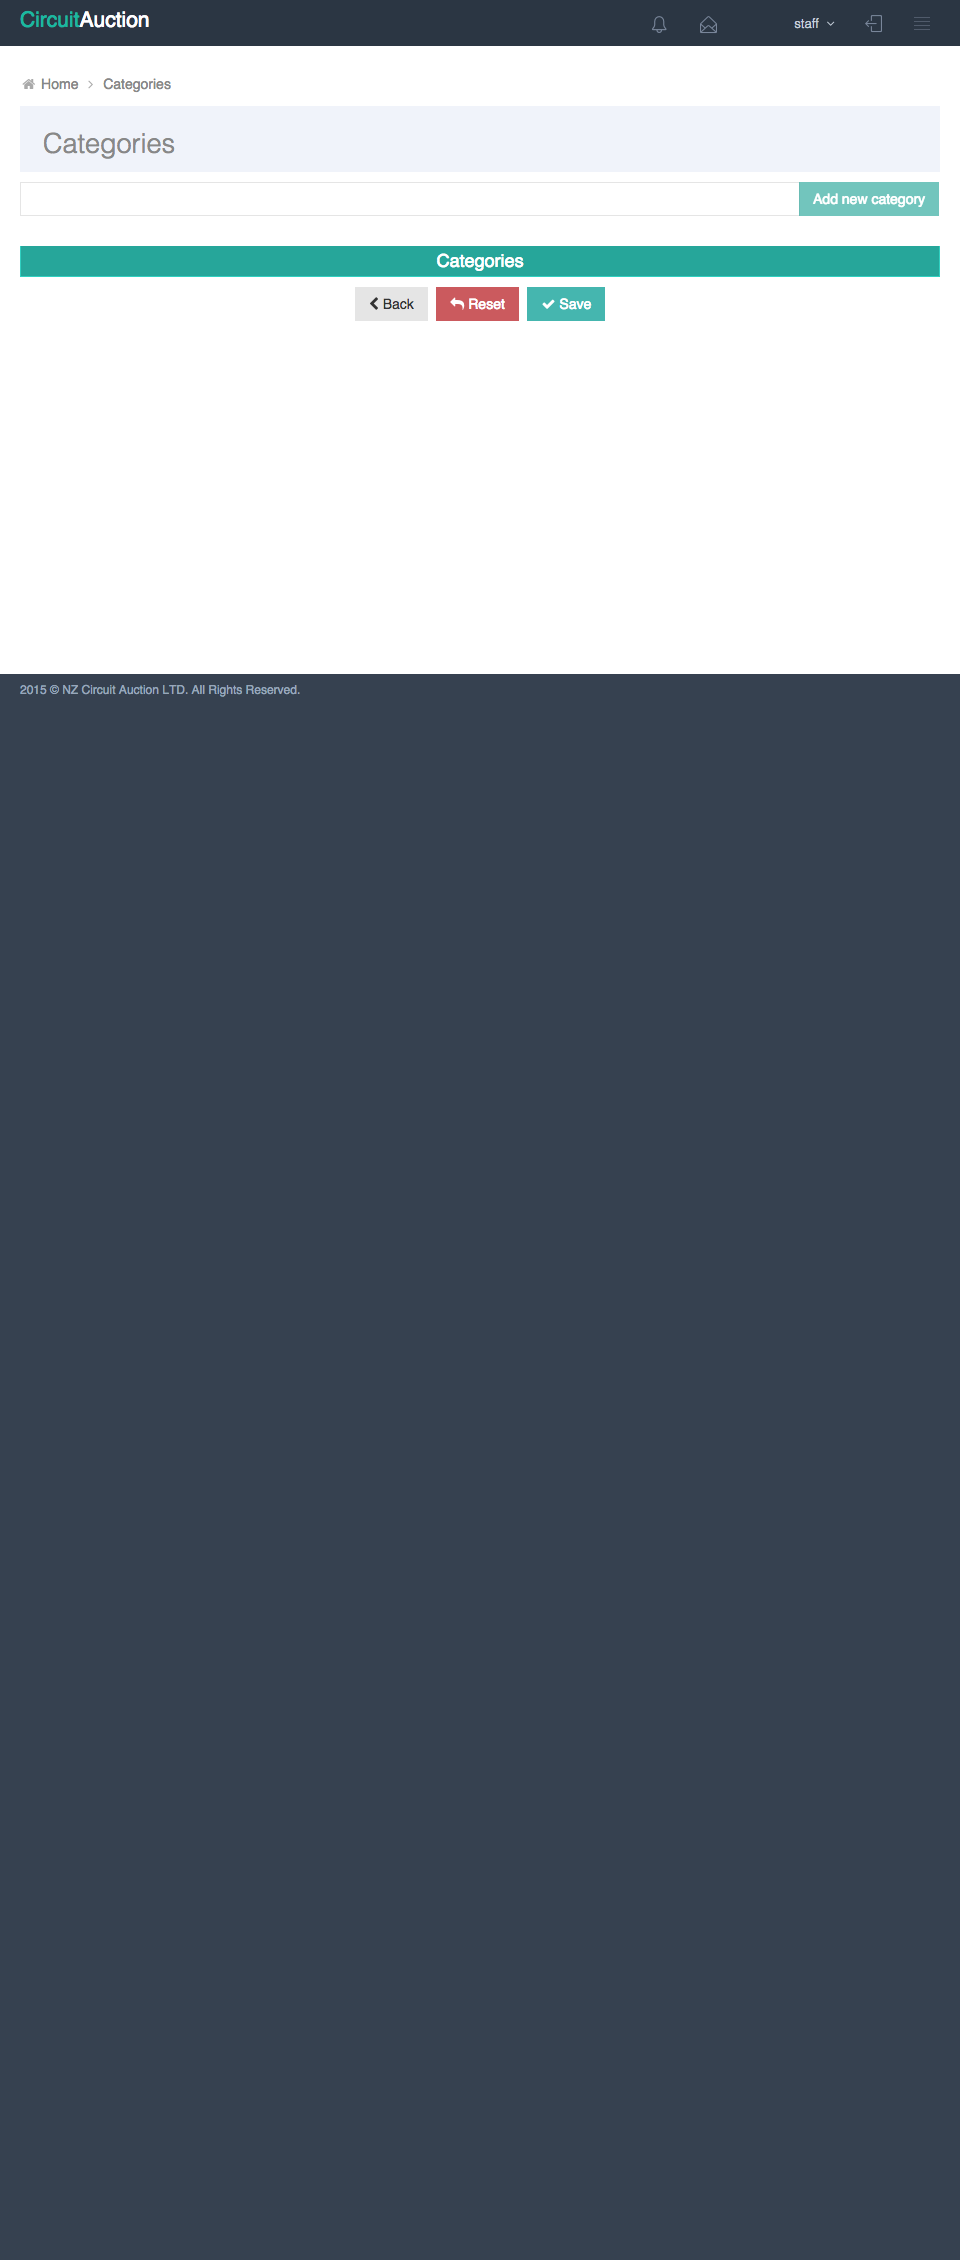 CircuitAuction
staff
Home > Categories
Categories
Add new category
Categories
Back Reset Save
2015 © NZ Circuit Auction LTD. All Rights Reserved.